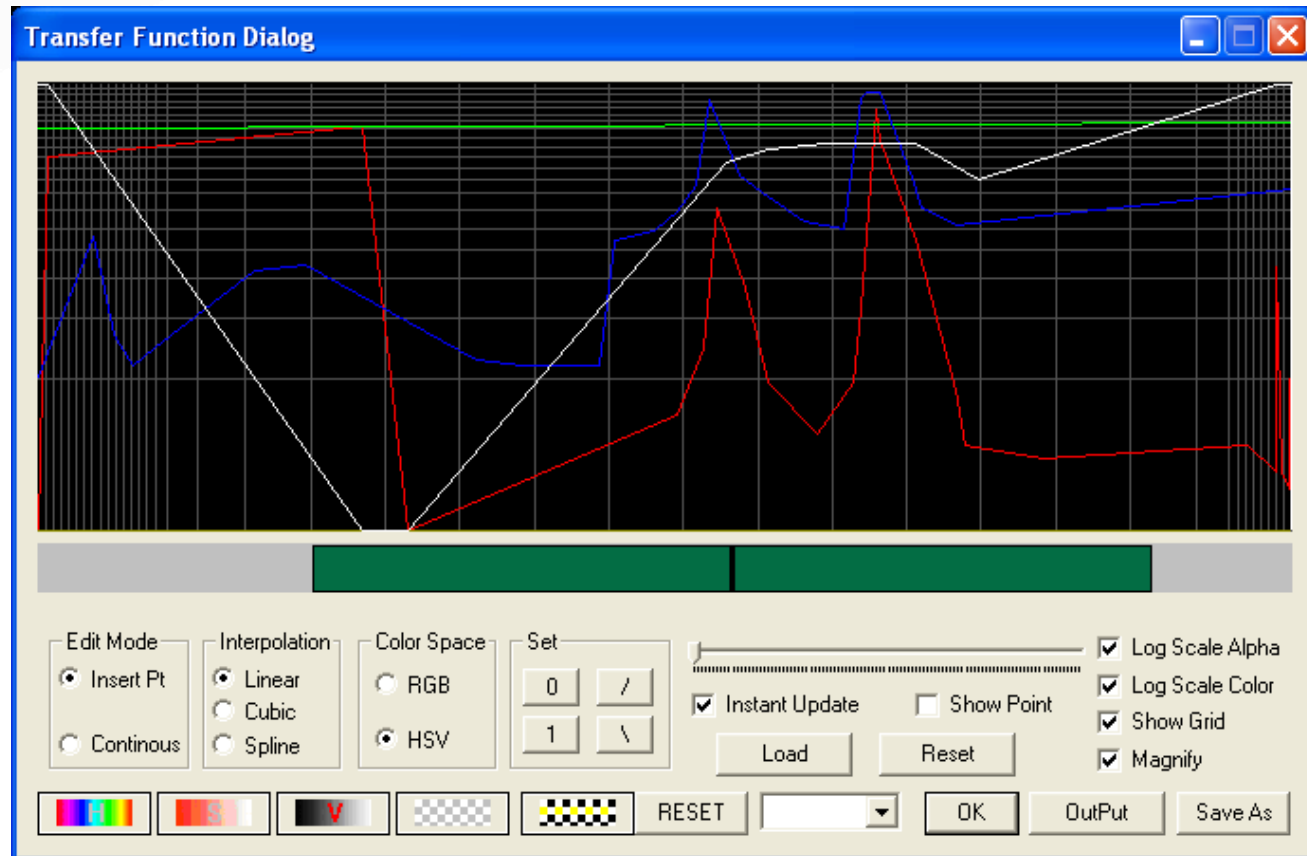 Transfer Function Dialog
Edit Mode
Insert Pt
Continous
Interpolation
Linear
Cubic
Spline
Color Space
RGB
HSV
Set
0 /
1 \
Instant Update
Show Point
Load
Reset
Log Scale Alpha
Log Scale Color
Show Grid
Magnify
H
S
V
RESET
OK
OutPut
Save As